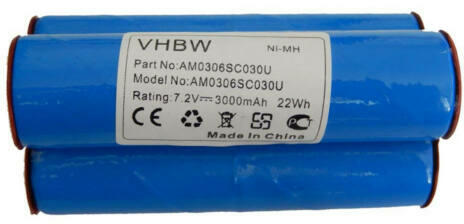 VHBW Ni-MH
Part No:AM0306SC030U
Model No:AM0306SC030U
Rating:7.2V⎓3000mAh 22Wh
CE
Made In China